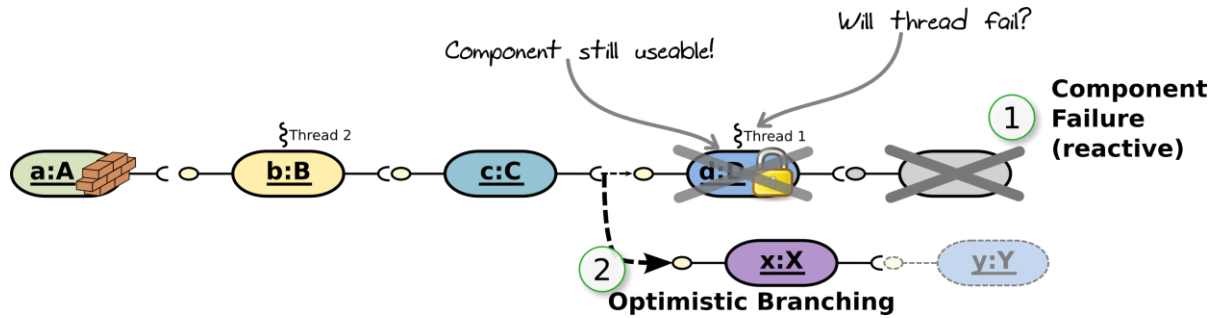 Will thread fail?
Component still useable!
1
Component
Failure
(reactive)
Thread 2
Thread 1
a:A
b:B
c:C
d:D
2
x:X
y:Y
Optimistic Branching